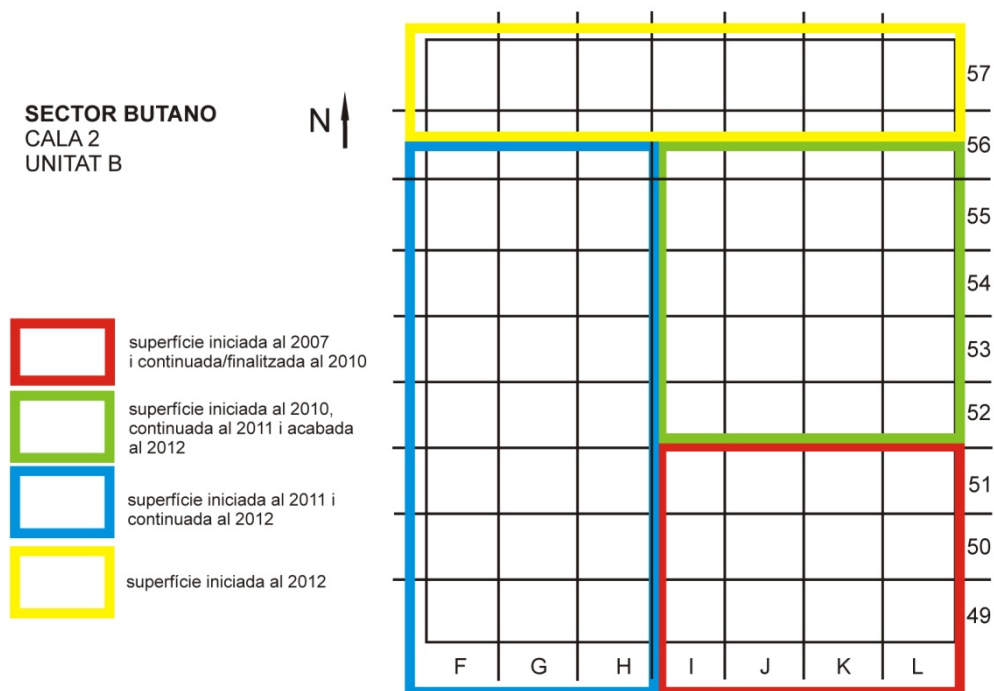 SECTOR BUTANO
CALA 2
UNITAT B
N
superfície iniciada al 2007
i continuada/finalitzada al 2010
superfície iniciada al 2010,
continuada al 2011 i acabada
al 2012
superfície iniciada al 2011 i
continuada al 2012
superfície iniciada al 2012
57
56
55
54
53
52
51
50
49
F G H I J K L